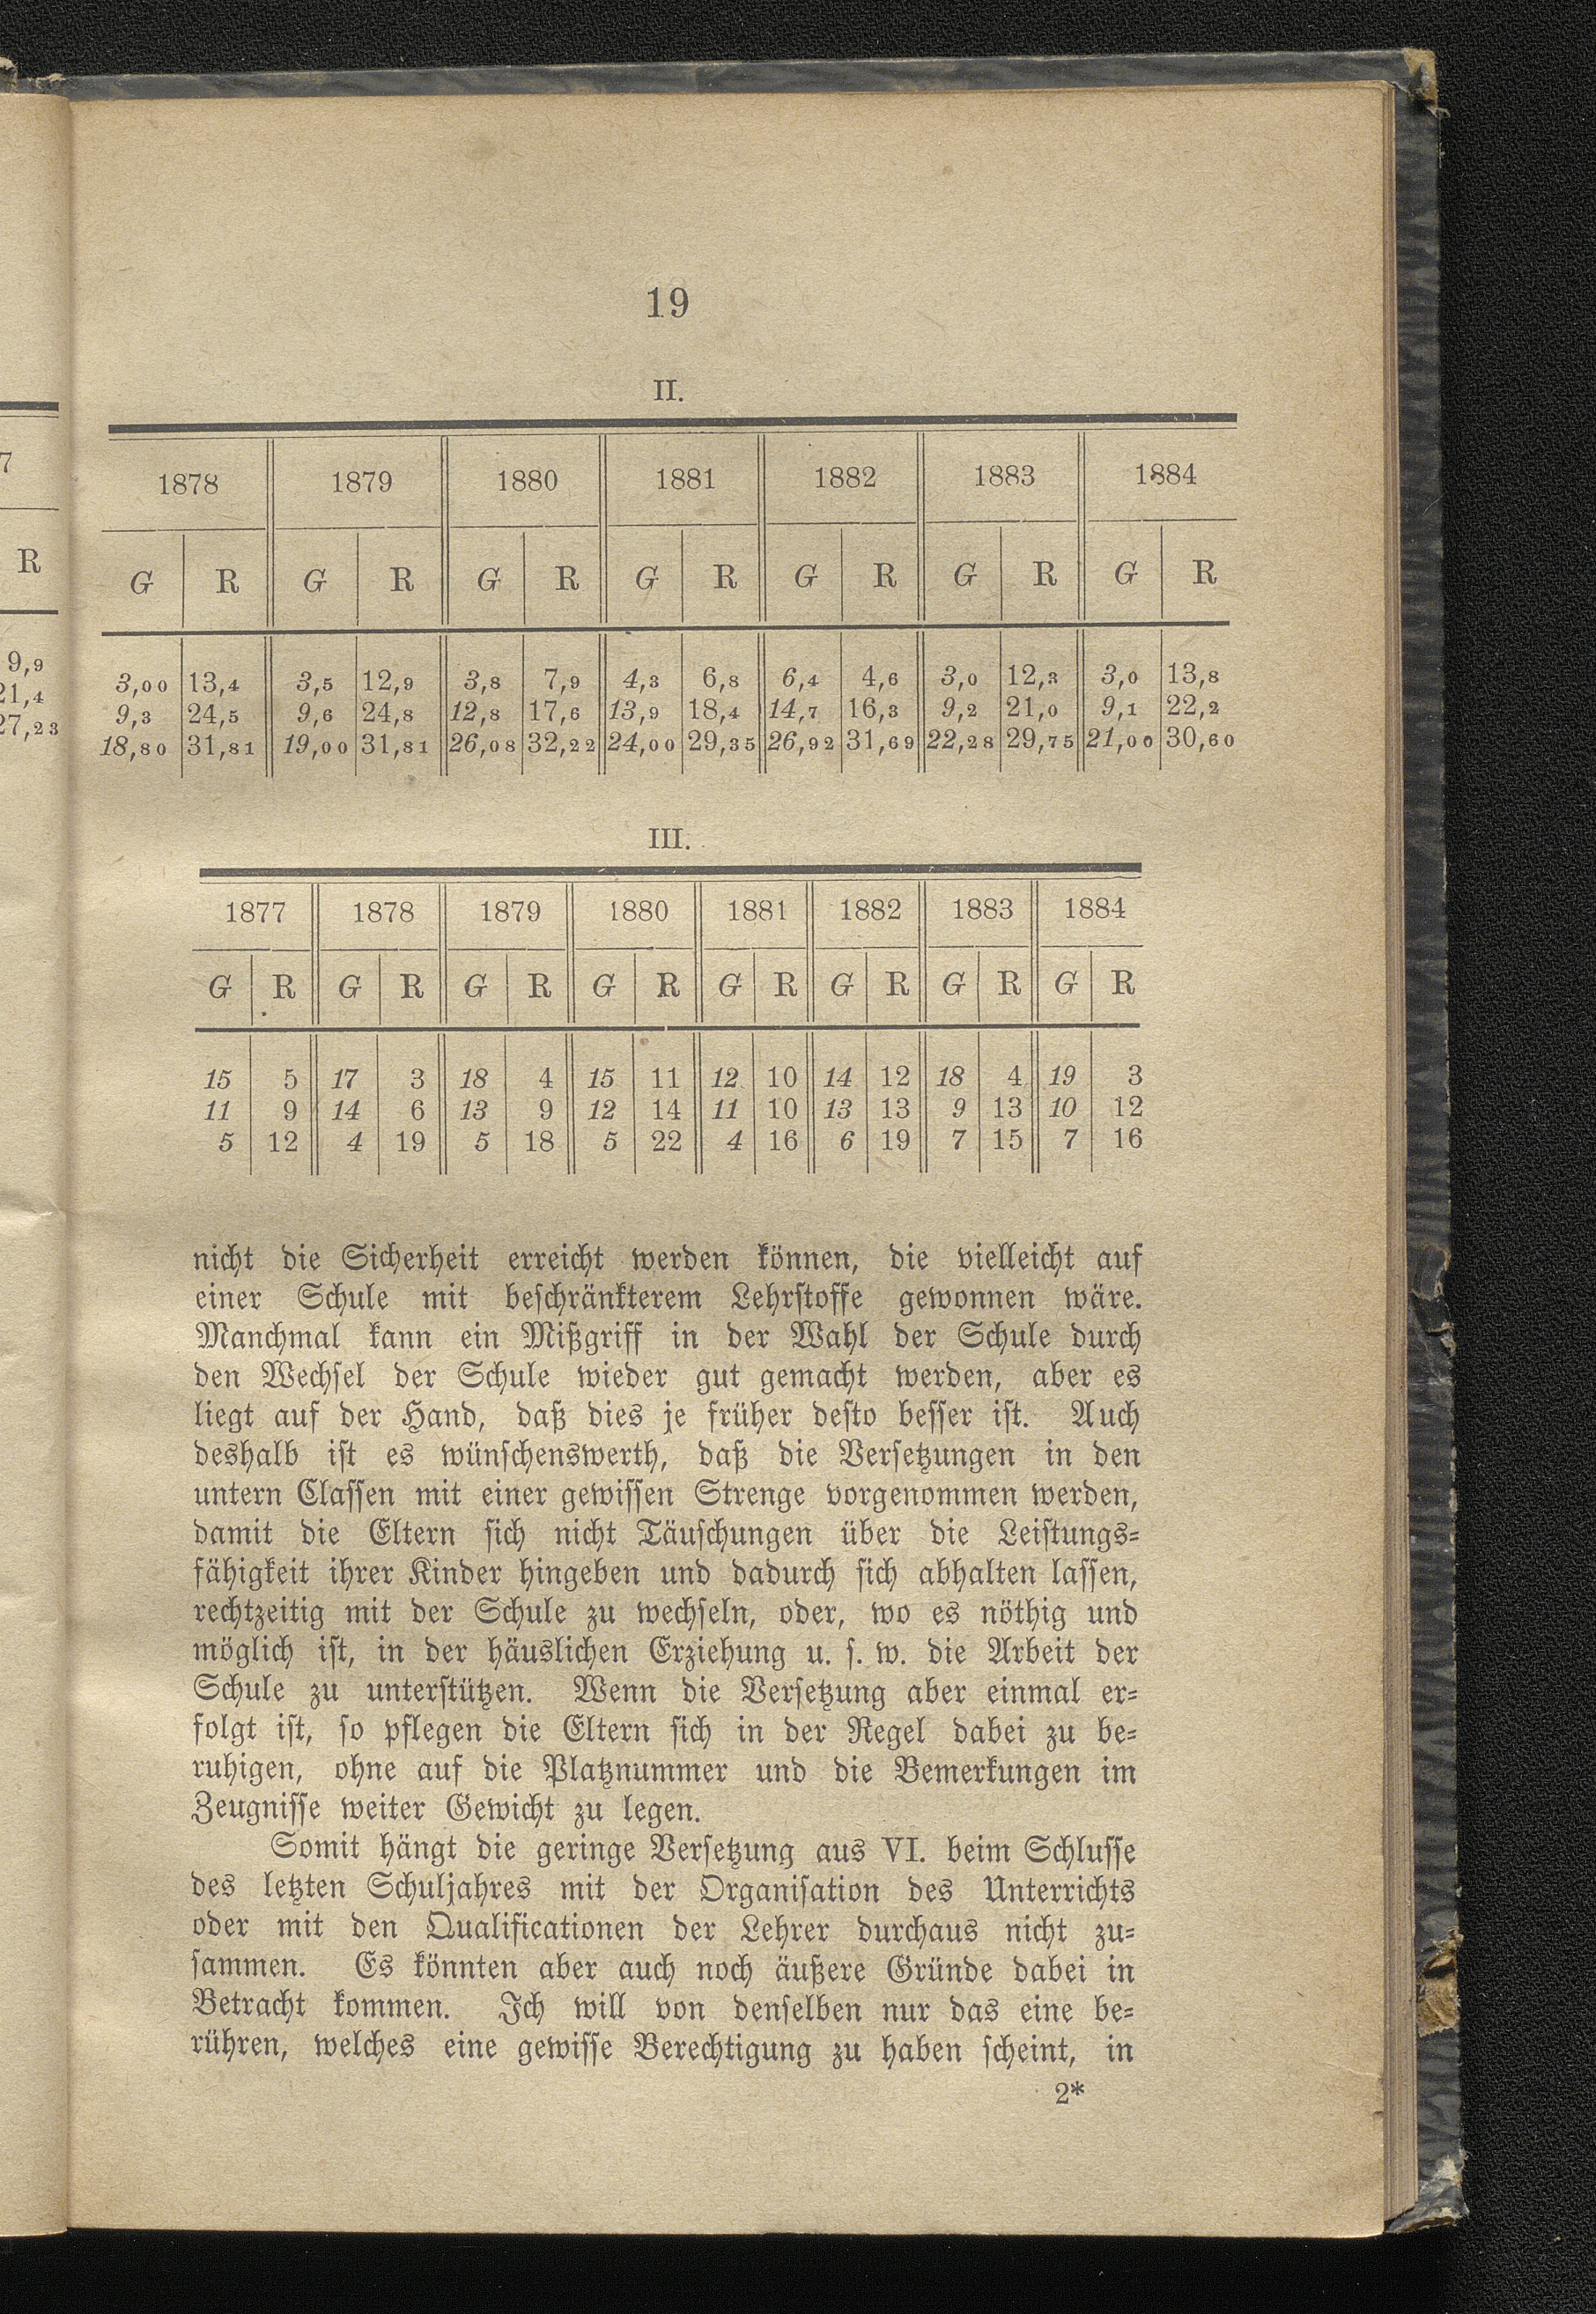 19
II.
7 1878 1879 1880 1881 1882 1883 1884
R G R G R G R G R G R G R G R
9,9 3,00 13,4 3,5 12,9 3,8 7,9 4,3 6,8 6,4 4,6 3,0 12,3 3,0 13,8
21,4 9,3 24,5 9,6 24,8 12,8 17,6 13,9 18,4 14,7 16,3 9,2 21,0 9,1 22,2
27,23 18,80 31,81 19,00 31,81 26,08 32,22 24,00 29,35 26,92 31,69 22,28 29,75 21,00 30,60
III.
1877 1878 1879 1880 1881 1882 1883 1884
G R G R G R G R G R G R G R G R
15 5 17 3 18 4 15 11 12 10 14 12 18 4 19 3
11 9 14 6 13 9 12 14 11 10 13 13 9 13 10 12
5 12 4 19 5 18 5 22 4 16 6 19 7 15 7 16
nicht die Sicherheit erreicht werden können, die vielleicht auf
einer Schule mit beschränkterem Lehrstoffe gewonnen wäre.
Manchmal kann ein Mißgriff in der Wahl der Schule durch
den Wechsel der Schule wieder gut gemacht werden, aber es
liegt auf der Hand, daß dies je früher desto besser ist. Auch
deshalb ist es wünschenswerth, daß die Versetzungen in den
untern Classen mit einer gewissen Strenge vorgenommen werden,
damit die Eltern sich nicht Täuschungen über die Leistungs-
fähigkeit ihrer Kinder hingeben und dadurch sich abhalten lassen,
rechtzeitig mit der Schule zu wechseln, oder, wo es nöthig und
möglich ist, in der häuslichen Erziehung u. s. w. die Arbeit der
Schule zu unterstützen. Wenn die Versetzung aber einmal er-
folgt ist, so pflegen die Eltern sich in der Regel dabei zu be-
ruhigen, ohne auf die Platznummer und die Bemerkungen im
Zeugnisse weiter Gewicht zu legen.
Somit hängt die geringe Versetzung aus VI. beim Schlusse
des letzten Schuljahres mit der Organisation des Unterrichts
oder mit den Qualificationen der Lehrer durchaus nicht zu-
sammen. Es könnten aber auch noch äußere Gründe dabei in
Betracht kommen. Ich will von denselben nur das eine be-
rühren, welches eine gewisse Berechtigung zu haben scheint, in
2*